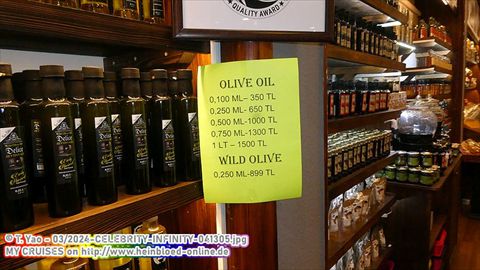 QUALITY AWARD
OLIVE OIL
0,100 ML- 350 TL
0,250 ML- 650 TL
0,500 ML-1000 TL
0,750 ML-1300 TL
1 LT – 1500 TL
WILD OLIVE
0,250 ML-899 TL
© T. Yao - 03/2024-CELEBRITY-INFINITY-041305.jpg
MY CRUISES on http://www.heinbloed-online.de